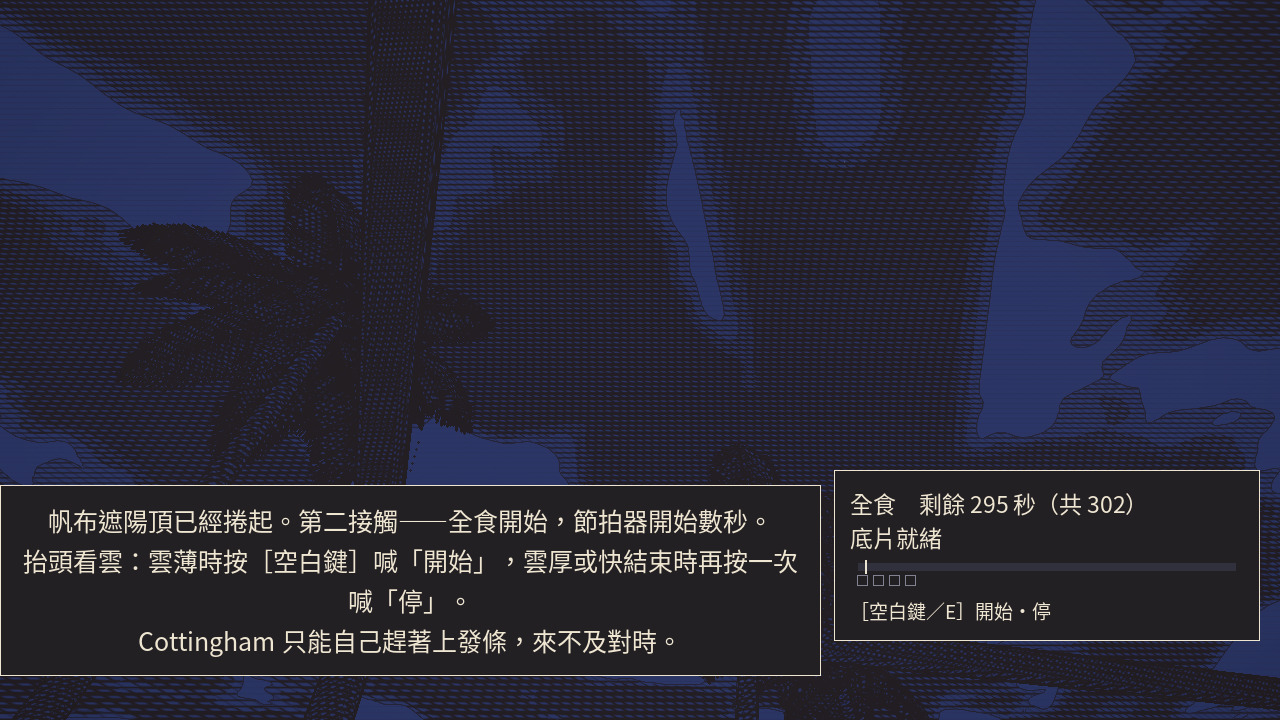 帆布遮陽頂已經捲起。第二接觸——全食開始，節拍器開始數秒。
抬頭看雲：雲薄時按［空白鍵］喊「開始」，雲厚或快結束時再按一次
喊「停」。
Cottingham 只能自己趕著上發條，來不及對時。
全食　剩餘 295 秒（共 302）
底片就緒
［空白鍵／E］開始・停